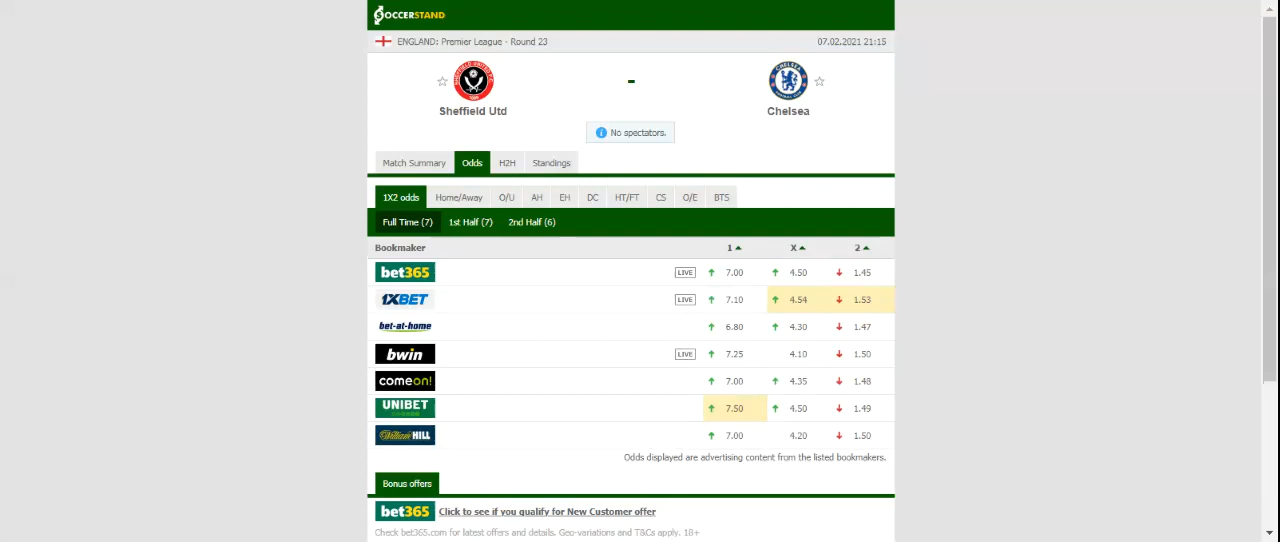 SOCCERSTAND
ENGLAND: Premier League - Round 23 07.02.2021 21:15
-
Sheffield Utd Chelsea
No spectators.
Match Summary Odds H2H Standings
1X2 odds Home/Away O/U AH EH DC HT/FT CS O/E BTS
Full Time (7) 1st Half (7) 2nd Half (6)
Bookmaker 1 X 2
bet365 LIVE 7.00 4.50 1.45
1XBET LIVE 7.10 4.54 1.53
bet-at-home 6.80 4.30 1.47
bwin LIVE 7.25 4.10 1.50
comeon! 7.00 4.35 1.48
UNIBET 7.50 4.50 1.49
William HILL 7.00 4.20 1.50
Odds displayed are advertising content from the listed bookmakers.
Bonus offers
bet365 Click to see if you qualify for New Customer offer
Check bet365.com for latest offers and details. Geo-variations and T&Cs apply. 18+